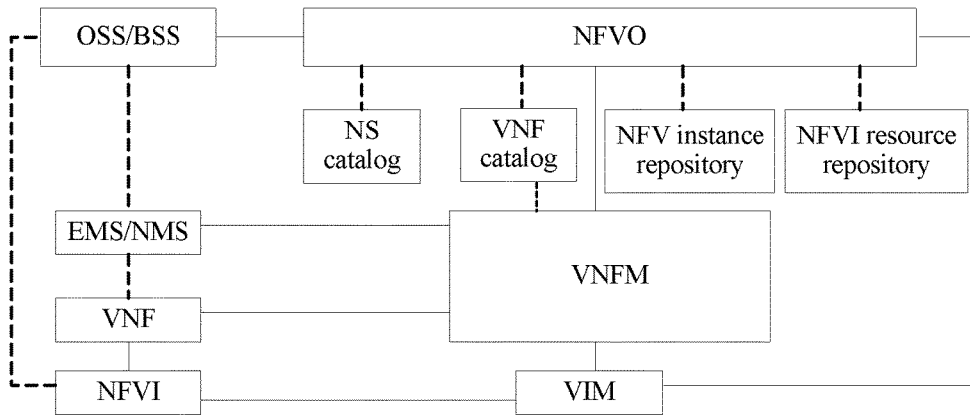 OSS/BSS
NFVO
NS
catalog
VNF
catalog
NFV instance
repository
NFVI resource
repository
EMS/NMS
VNFM
VNF
NFVI
VIM